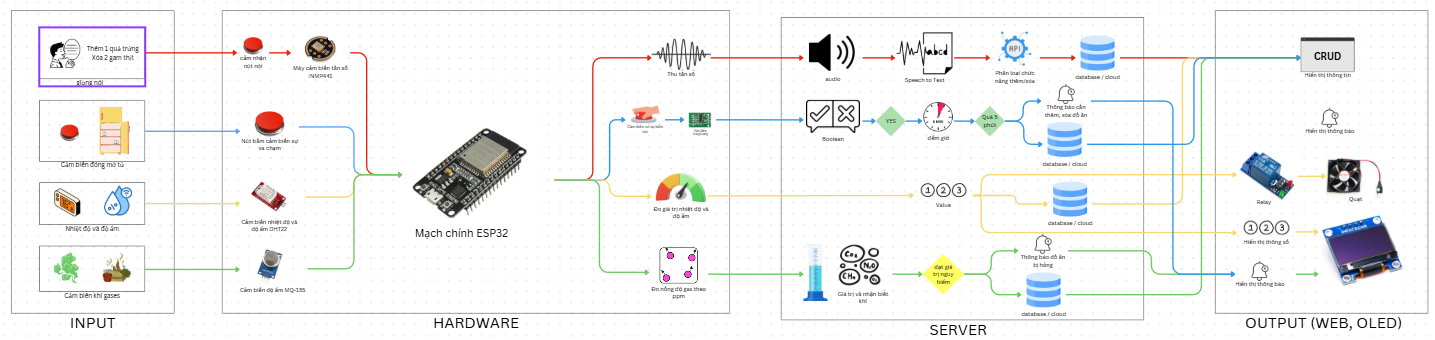 Thêm 1 quả trứng
Xóa 2 gam thịt
giọng nói
Cảm biến đóng mở tủ
Nhiệt độ và độ ẩm
Cảm biến khí gases
INPUT
cảm nhận
nút nói
Máy cảm biến tần số
INMP441
Nút bấm cảm biến sự
va chạm
Cảm biến nhiệt độ và
độ ẩm DHT22
Cảm biến độ ẩm MQ-135
Mạch chính ESP32
Thu tần số
Đo giá trị nhiệt độ và
độ ẩm
Đo nồng độ gas theo
ppm
HARDWARE
audio
abcd
Speech to Text
API
Phân loại chức
năng thêm/xóa
database / cloud
Boolean
YES
5 MIN
đếm giờ
Quá 5
phút
Thông báo cần
thêm, xóa đồ ăn
database / cloud
1 2 3
Value
database / cloud
Giá trị và nhận biết
khí
đạt giá
trị nguy
hiểm
Thông báo đồ ăn
bị hỏng
database / cloud
SERVER
CRUD
Hiển thị thông tin
Hiển thị thông báo
Relay
Quạt
1 2 3
Hiển thị thông số
Hiển thị thông báo
OUTPUT (WEB, OLED)